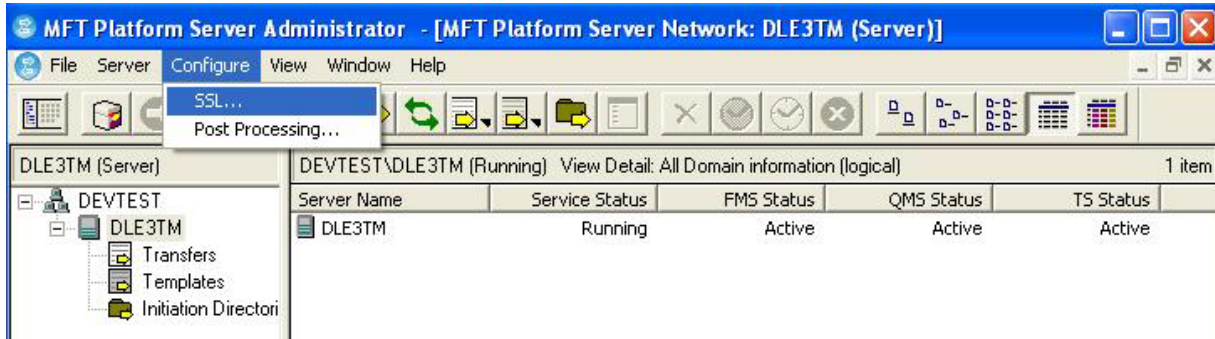 MFT Platform Server Administrator - [MFT Platform Server Network: DLE3TM (Server)]
File Server Configure View Window Help
SSL...
Post Processing...
DLE3TM (Server)
DEVTEST\DLE3TM (Running) View Detail: All Domain information (logical) 1 item
DEVTEST
DLE3TM
Transfers
Templates
Initiation Directori
Server Name Service Status FMS Status QMS Status TS Status
DLE3TM Running Active Active Active